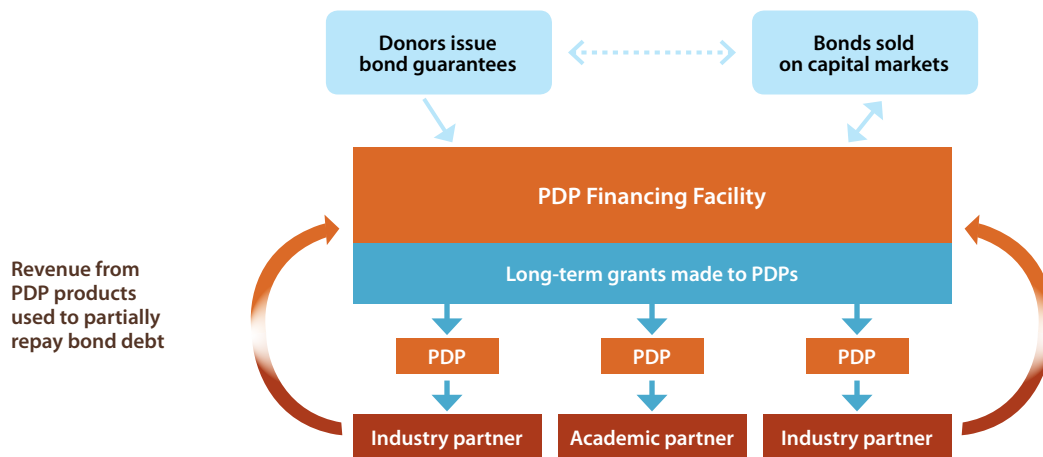 Donors issue
bond guarantees
Bonds sold
on capital markets
PDP Financing Facility
Long-term grants made to PDPs
Revenue from
PDP products
used to partially
repay bond debt
PDP
PDP
PDP
Industry partner
Academic partner
Industry partner